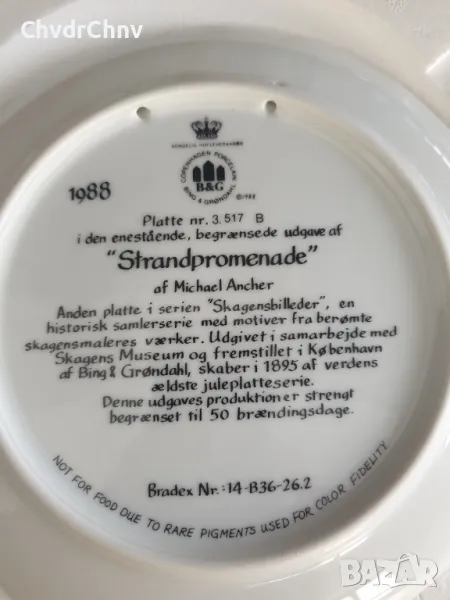 ChvdrChnv
KONGELIG HOFLEVERANDØR
COPENHAGEN PORCELAIN
B&G
BING & GRØNDAHL
©1988
1988
Platte nr. 3.517 B
i den enestående, begrænsede udgave af
"Strandpromenade"
af Michael Ancher
Anden platte i serien "Skagensbilleder", en
historisk samlerserie med motiver fra berømte
skagensmaleres værker. Udgivet i samarbejde med
Skagens Museum og fremstillet i København
af Bing & Grøndahl, skaber i 1895 af verdens
ældste juleplatteserie.
Denne udgaves produktion er strengt
begrænset til 50 brændingsdage.
Bradex Nr.: 14-B36-26.2
NOT FOR FOOD DUE TO RARE PIGMENTS USED FOR COLOR FIDELITY
BAZAR.bg